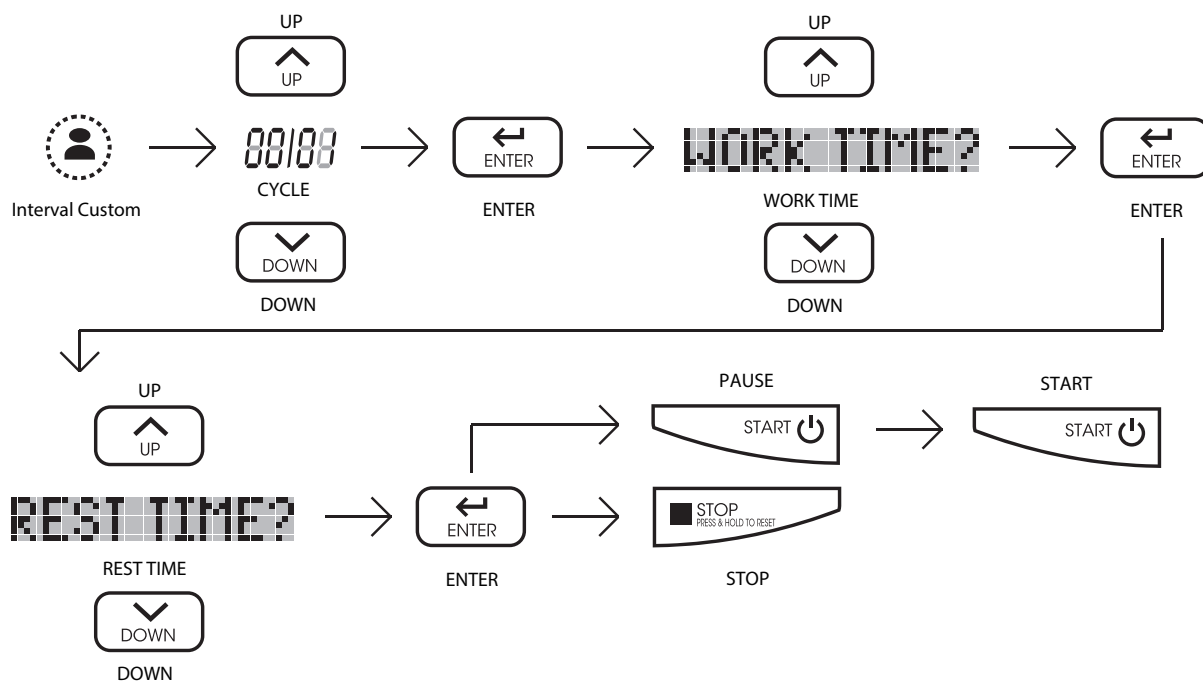 UP
UP
Interval Custom
00/01
CYCLE
DOWN
DOWN
ENTER
ENTER
UP
UP
WORK TIME?
WORK TIME
DOWN
DOWN
ENTER
ENTER
UP
UP
REST TIME?
REST TIME
DOWN
DOWN
ENTER
ENTER
PAUSE
START
START
START
STOP
PRESS & HOLD TO RESET
STOP